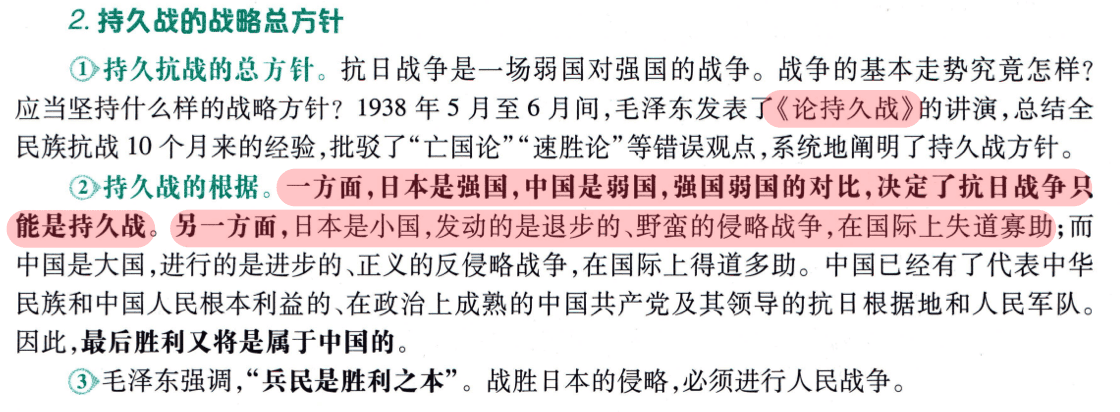 2. 持久战的战略总方针
①持久抗战的总方针。抗日战争是一场弱国对强国的战争。战争的基本走势究竟怎样?
应当坚持什么样的战略方针? 1938 年 5 月至 6 月间,毛泽东发表了《论持久战》的讲演,总结全
民族抗战 10 个月来的经验,批驳了“亡国论”“速胜论”等错误观点,系统地阐明了持久战方针。
②持久战的根据。一方面,日本是强国,中国是弱国,强国弱国的对比,决定了抗日战争只
能是持久战。另一方面,日本是小国,发动的是退步的、野蛮的侵略战争,在国际上失道寡助;而
中国是大国,进行的是进步的、正义的反侵略战争,在国际上得道多助。中国已经有了代表中华
民族和中国人民根本利益的、在政治上成熟的中国共产党及其领导的抗日根据地和人民军队。
因此,最后胜利又将是属于中国的。
③毛泽东强调,“兵民是胜利之本”。战胜日本的侵略,必须进行人民战争。